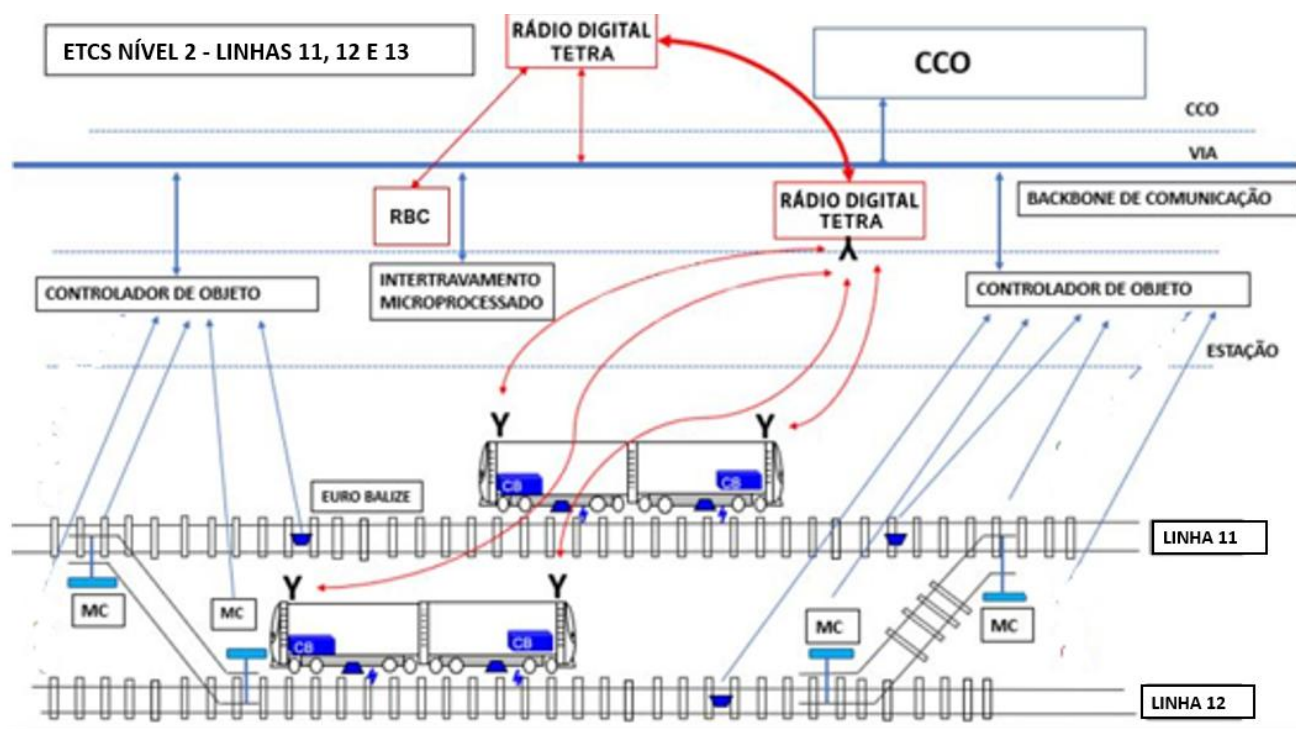 RÁDIO DIGITAL
TETRA
ETCS NÍVEL 2 - LINHAS 11, 12 E 13
CCO
CCO
VIA
RBC
RÁDIO DIGITAL
TETRA
BACKBONE DE COMUNICAÇÃO
CONTROLADOR DE OBJETO
INTERTRAVAMENTO
MICROPROCESSADO
CONTROLADOR DE OBJETO
ESTAÇÃO
CB
CB
EURO BALIZE
LINHA 11
MC
MC
MC
MC
CB
CB
LINHA 12